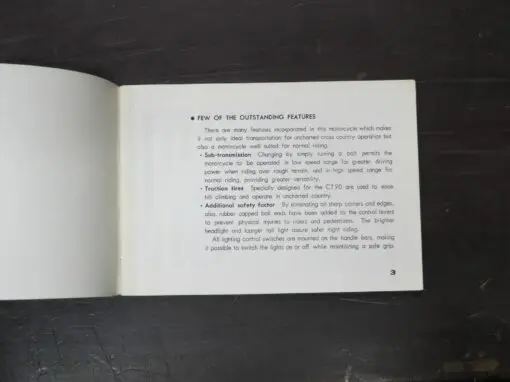 ● FEW OF THE OUTSTANDING FEATURES
There are many features incorporated in this motorcycle which makes
it not only ideal transportation for uncharted cross country operation but
also a motorcycle well suited for normal riding.
• Sub-transmission Changing by simply turning a bolt permits the
motorcycle to be operated in low speed range for greater driving
power when riding over rough terrain, and in high speed range for
normal riding, providing greater versatility.
• Traction tires Specially designed for the CT90 are used to ease
hill climbing and operate in uncharted country.
• Additional safety factor By eliminating all sharp corners and edges,
also, rubber capped ball ends have been added to the control levers
to prevent physical injuries to riders and pedestrians. The brighter
headlight and larger tail light assure safer night riding.
All lighting control switches are mounted on the handle bars, making
it possible to switch the lights on or off while maintaining a safe grip.
3